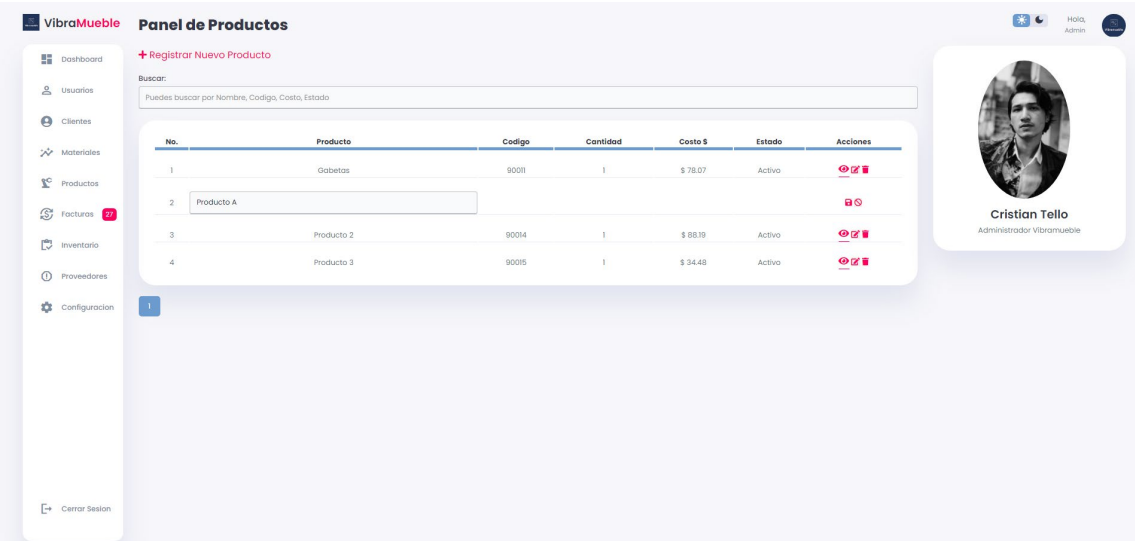 VibraMueble
Panel de Productos
Hola,
Admin
Dashboard
Usuarios
Clientes
Materiales
Productos
Facturas 27
Inventario
Proveedores
Configuracion
Cerrar Sesion
+ Registrar Nuevo Producto
Buscar:
Puedes buscar por Nombre, Codigo, Costo, Estado
No. Producto Codigo Cantidad Costo $ Estado Acciones
1 Gabetas 90011 1 $ 78.07 Activo
2 Producto A
3 Producto 2 90014 1 $ 88.19 Activo
4 Producto 3 90015 1 $ 34.48 Activo
1
Cristian Tello
Administrador Vibramueble